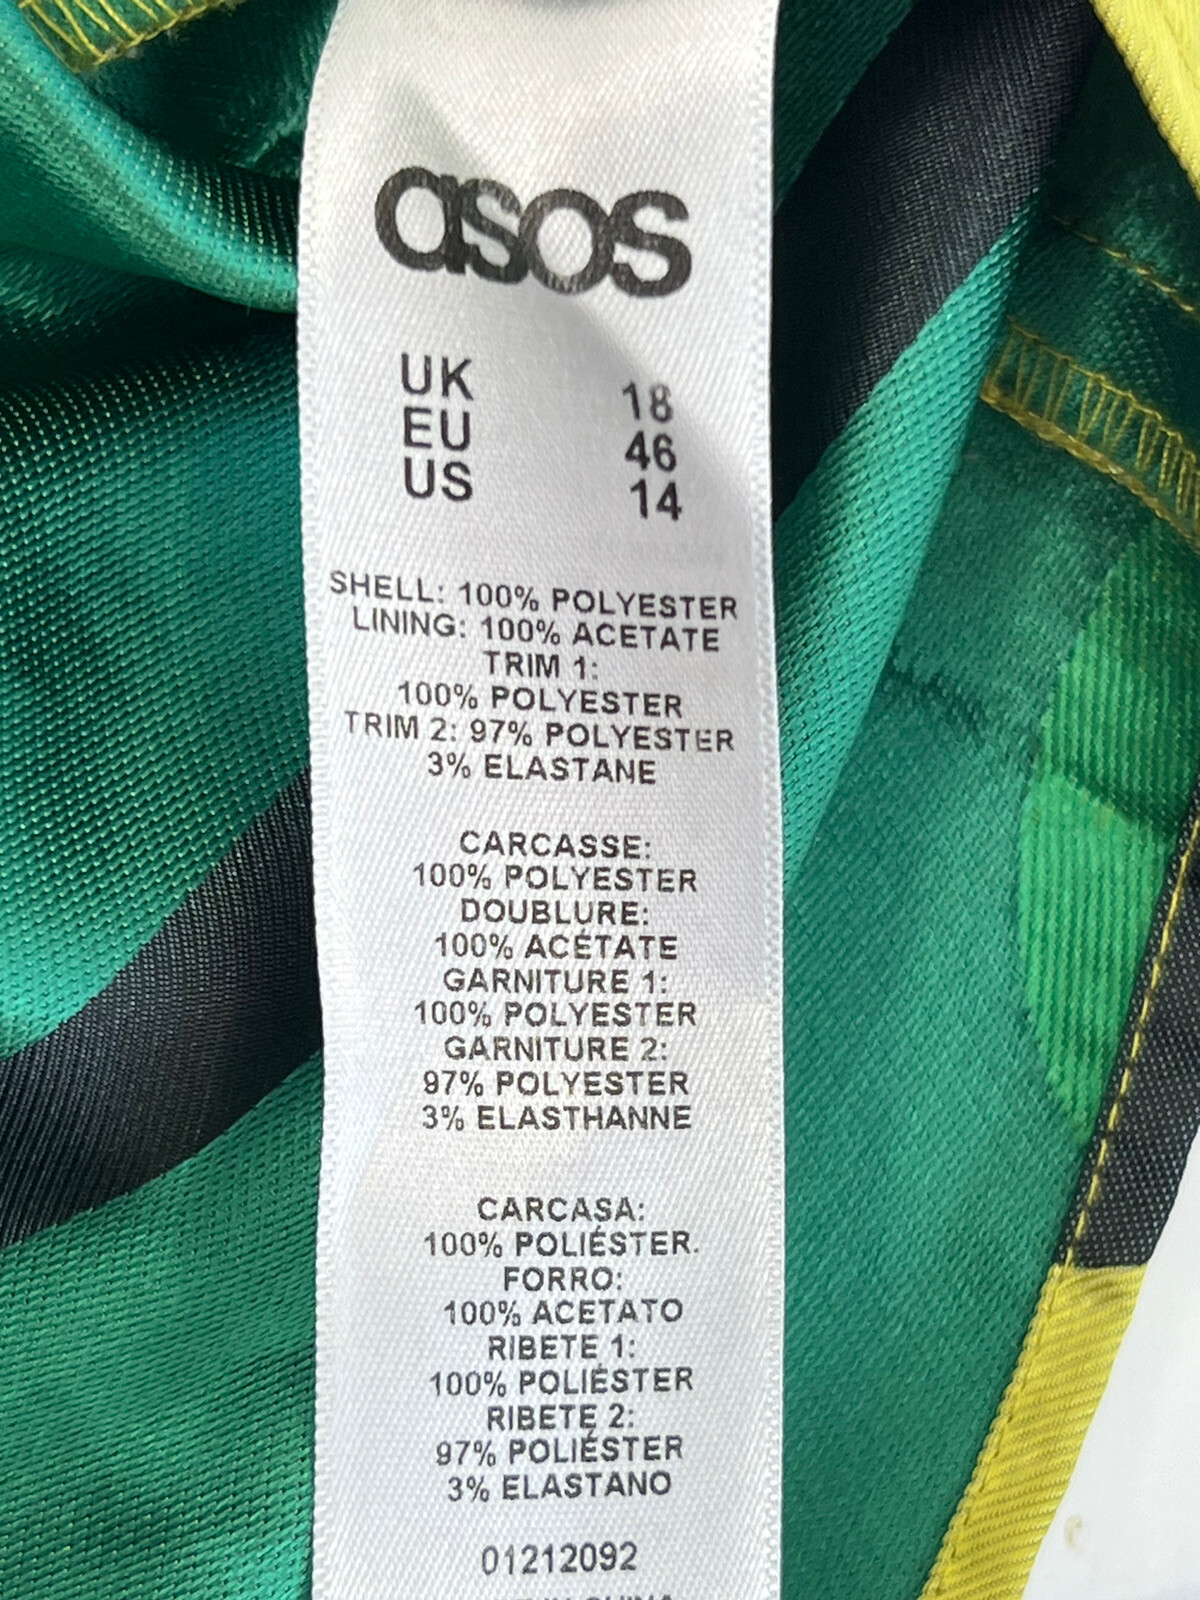 asos
UK 18
EU 46
US 14
SHELL: 100% POLYESTER
LINING: 100% ACETATE
TRIM 1:
100% POLYESTER
TRIM 2: 97% POLYESTER
3% ELASTANE
CARCASSE:
100% POLYESTER
DOUBLURE:
100% ACÉTATE
GARNITURE 1:
100% POLYESTER
GARNITURE 2:
97% POLYESTER
3% ELASTHANNE
CARCASA:
100% POLIÉSTER.
FORRO:
100% ACETATO
RIBETE 1:
100% POLIÉSTER
RIBETE 2:
97% POLIÉSTER
3% ELASTANO
01212092